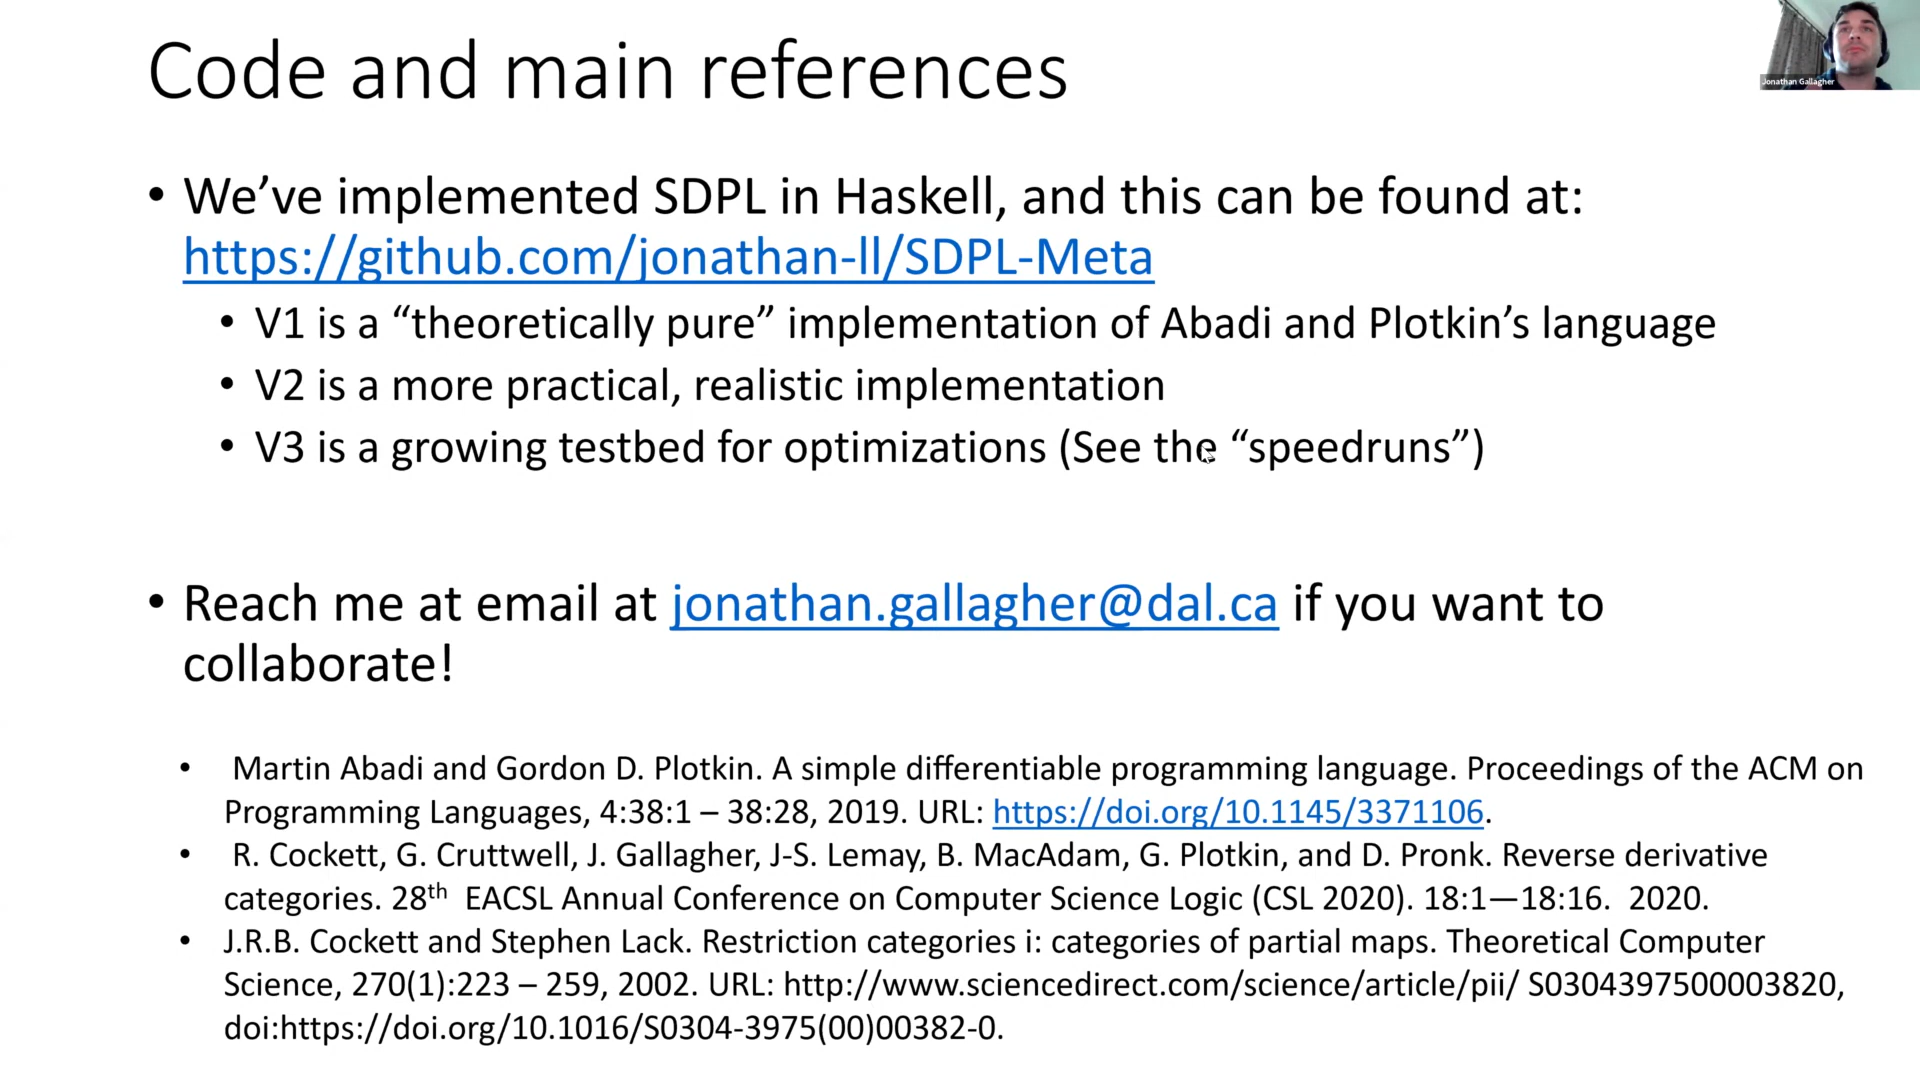 Code and main references
Jonathan Gallagher
• We’ve implemented SDPL in Haskell, and this can be found at:
https://github.com/jonathan-ll/SDPL-Meta
• V1 is a “theoretically pure” implementation of Abadi and Plotkin’s language
• V2 is a more practical, realistic implementation
• V3 is a growing testbed for optimizations (See the “speedruns”)
• Reach me at email at jonathan.gallagher@dal.ca if you want to
collaborate!
• Martin Abadi and Gordon D. Plotkin. A simple differentiable programming language. Proceedings of the ACM on
Programming Languages, 4:38:1 – 38:28, 2019. URL: https://doi.org/10.1145/3371106.
• R. Cockett, G. Cruttwell, J. Gallagher, J-S. Lemay, B. MacAdam, G. Plotkin, and D. Pronk. Reverse derivative
categories. 28th EACSL Annual Conference on Computer Science Logic (CSL 2020). 18:1—18:16. 2020.
• J.R.B. Cockett and Stephen Lack. Restriction categories i: categories of partial maps. Theoretical Computer
Science, 270(1):223 – 259, 2002. URL: http://www.sciencedirect.com/science/article/pii/ S0304397500003820,
doi:https://doi.org/10.1016/S0304-3975(00)00382-0.